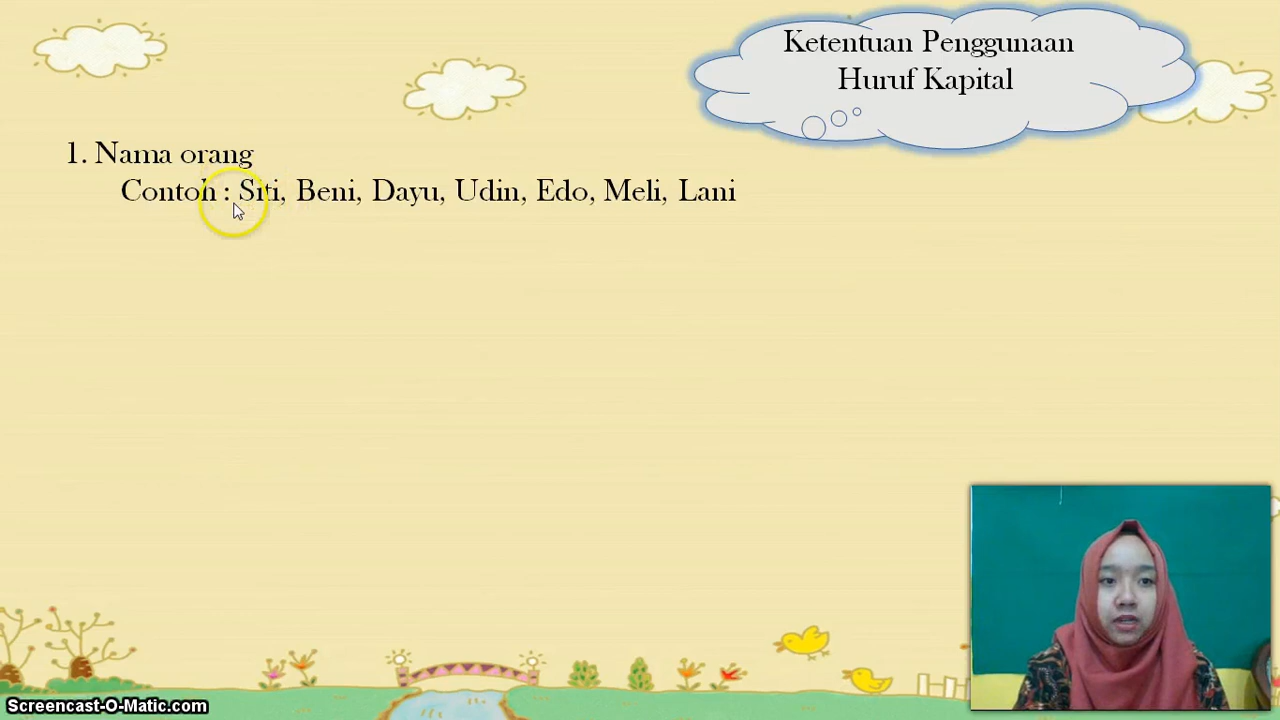 Ketentuan Penggunaan
Huruf Kapital
1. Nama orang
Contoh : Siti, Beni, Dayu, Udin, Edo, Meli, Lani
Screencast-O-Matic.com